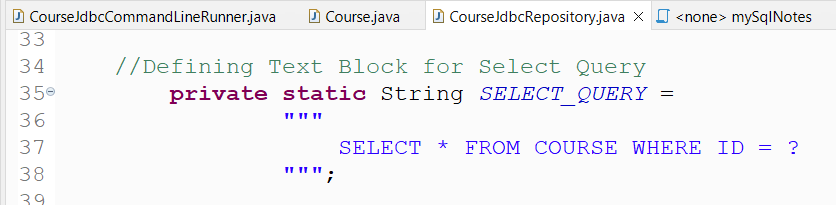 CourseJdbcCommandLineRunner.java Course.java CourseJdbcRepository.java <none> mySqlNotes
33
34 //Defining Text Block for Select Query
35 private static String SELECT_QUERY =
36 """
37 SELECT * FROM COURSE WHERE ID = ?
38 """;
39